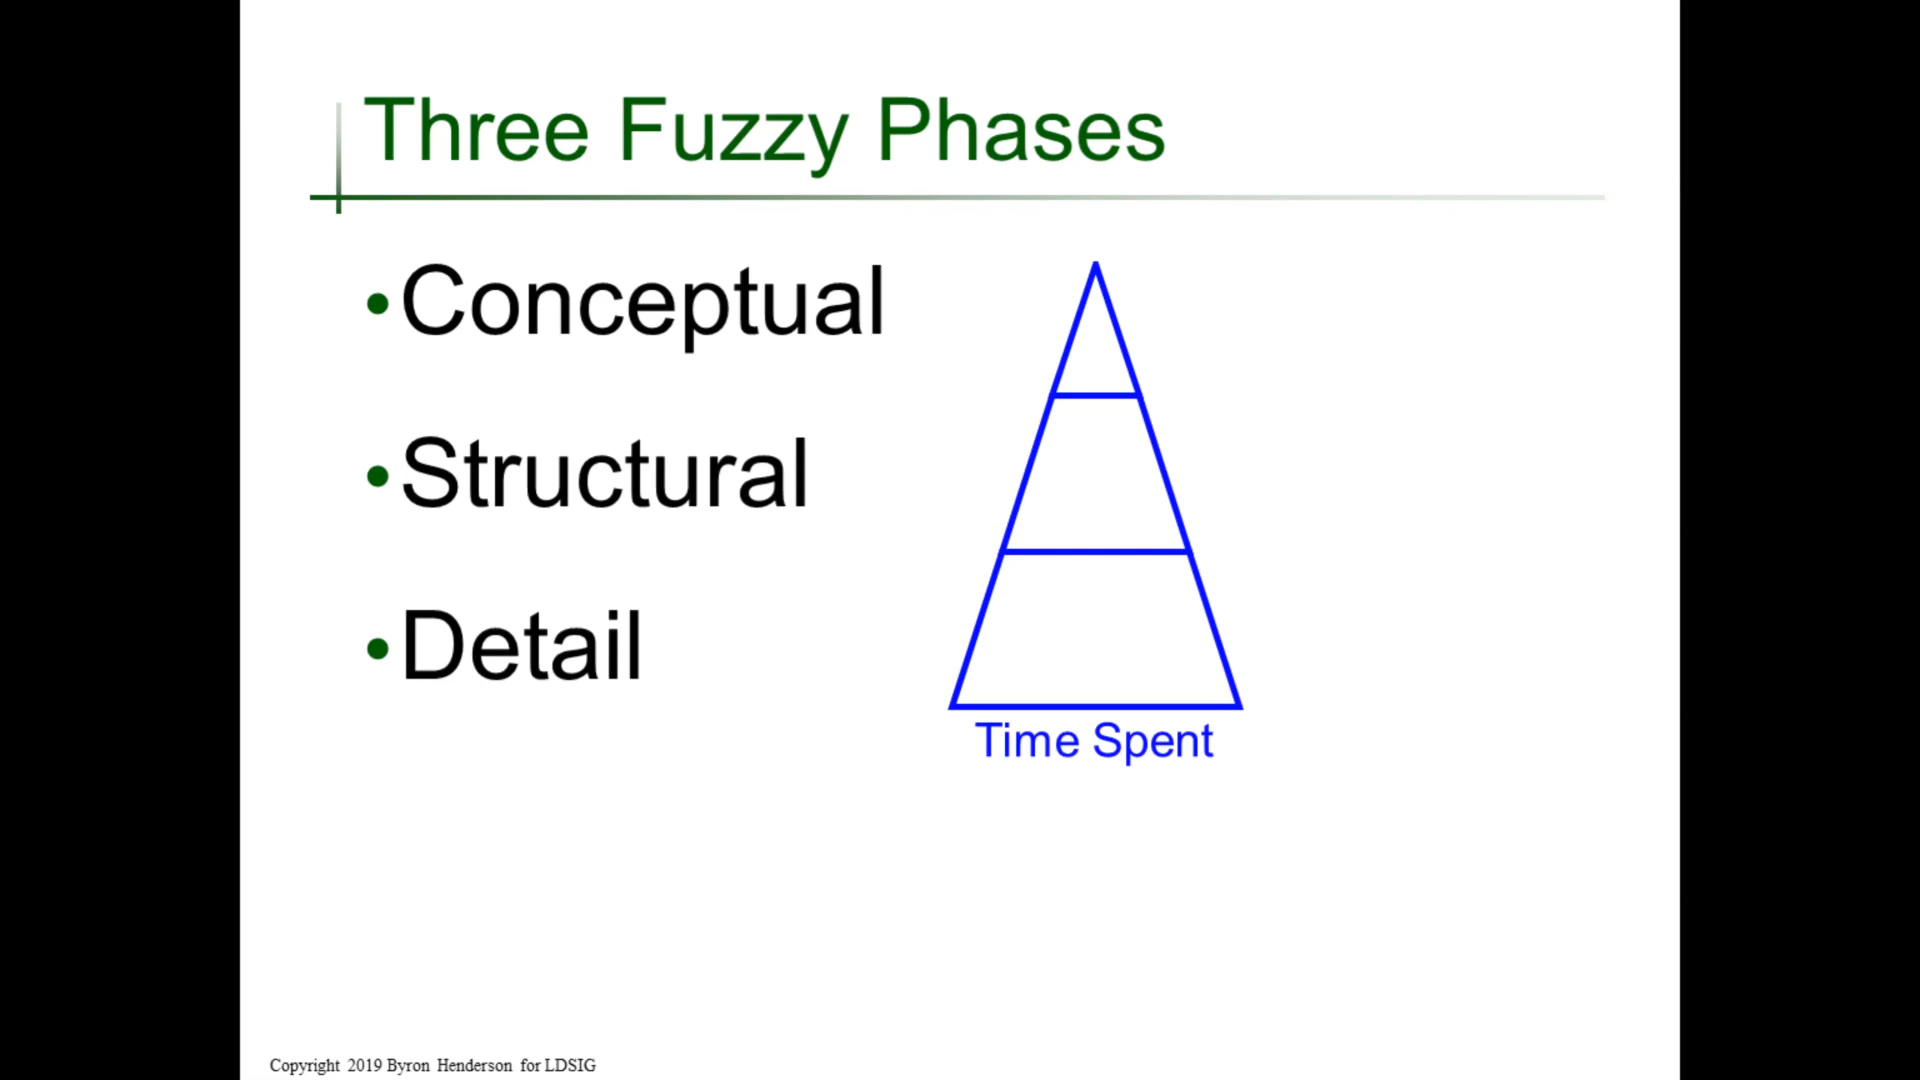 Three Fuzzy Phases
•Conceptual
•Structural
•Detail
Time Spent
Copyright 2019 Byron Henderson for LDSIG